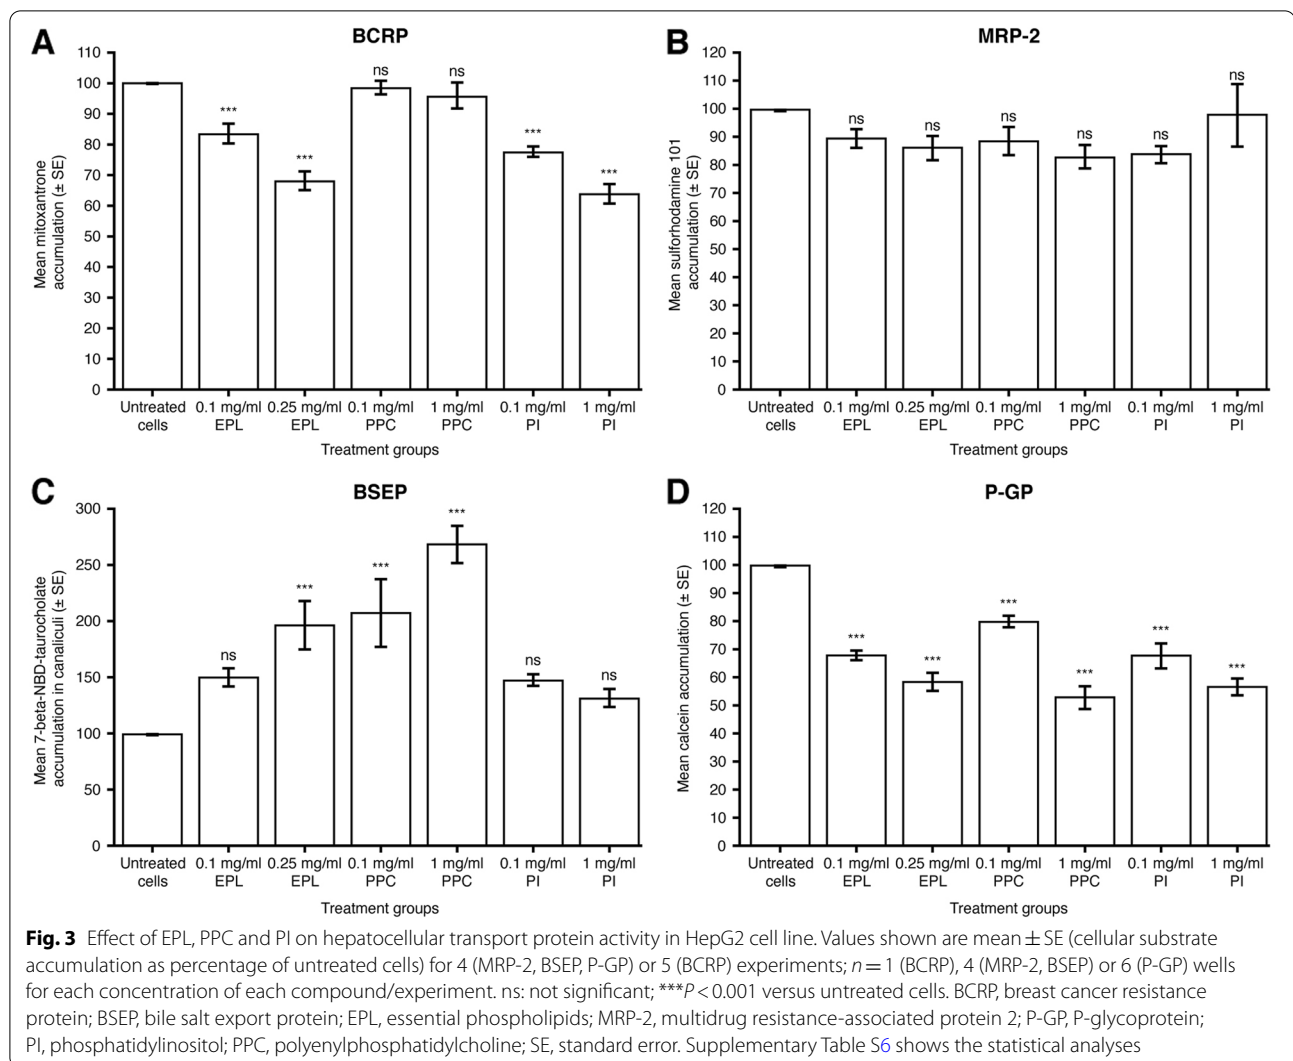 A
BCRP
Mean mitoxantrone
accumulation (± SE)
110
100
90
80
70
60
50
40
30
20
10
0
***
***
ns
ns
***
***
Untreated
cells
0.1 mg/ml
EPL
0.25 mg/ml
EPL
0.1 mg/ml
PPC
1 mg/ml
PPC
0.1 mg/ml
PI
1 mg/ml
PI
Treatment groups
B
MRP-2
Mean sulforhodamine 101
accumulation (± SE)
120
110
100
90
80
70
60
50
40
30
20
10
0
ns
ns
ns
ns
ns
ns
Untreated
cells
0.1 mg/ml
EPL
0.25 mg/ml
EPL
0.1 mg/ml
PPC
1 mg/ml
PPC
0.1 mg/ml
PI
1 mg/ml
PI
Treatment groups
C
BSEP
Mean 7-beta-NBD-taurocholate
accumulation in canaliculi (± SE)
300
250
200
150
100
50
0
ns
***
***
***
ns
ns
Untreated
cells
0.1 mg/ml
EPL
0.25 mg/ml
EPL
0.1 mg/ml
PPC
1 mg/ml
PPC
0.1 mg/ml
PI
1 mg/ml
PI
Treatment groups
D
P-GP
Mean calcein accumulation (± SE)
120
110
100
90
80
70
60
50
40
30
20
10
0
***
***
***
***
***
***
Untreated
cells
0.1 mg/ml
EPL
0.25 mg/ml
EPL
0.1 mg/ml
PPC
1 mg/ml
PPC
0.1 mg/ml
PI
1 mg/ml
PI
Treatment groups
Fig. 3 Effect of EPL, PPC and PI on hepatocellular transport protein activity in HepG2 cell line. Values shown are mean ± SE (cellular substrate
accumulation as percentage of untreated cells) for 4 (MRP-2, BSEP, P-GP) or 5 (BCRP) experiments; n = 1 (BCRP), 4 (MRP-2, BSEP) or 6 (P-GP) wells
for each concentration of each compound/experiment. ns: not significant; ***P < 0.001 versus untreated cells. BCRP, breast cancer resistance
protein; BSEP, bile salt export protein; EPL, essential phospholipids; MRP-2, multidrug resistance-associated protein 2; P-GP, P-glycoprotein;
PI, phosphatidylinositol; PPC, polyenylphosphatidylcholine; SE, standard error. Supplementary Table S6 shows the statistical analyses